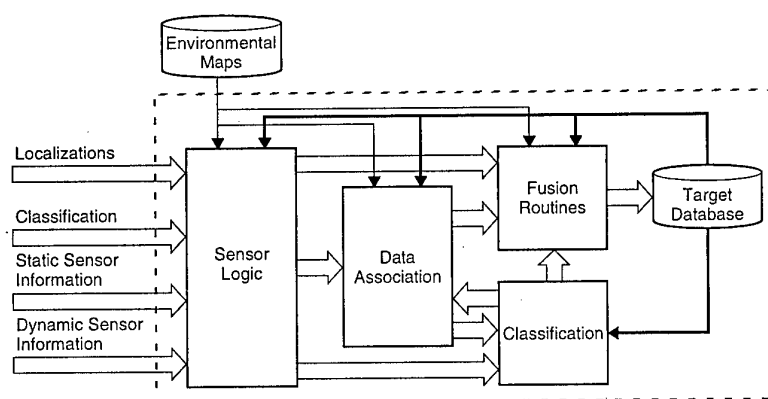 Environmental
Maps
Localizations
Classification
Static Sensor
Information
Dynamic Sensor
Information
Sensor
Logic
Data
Association
Fusion
Routines
Classification
Target
Database